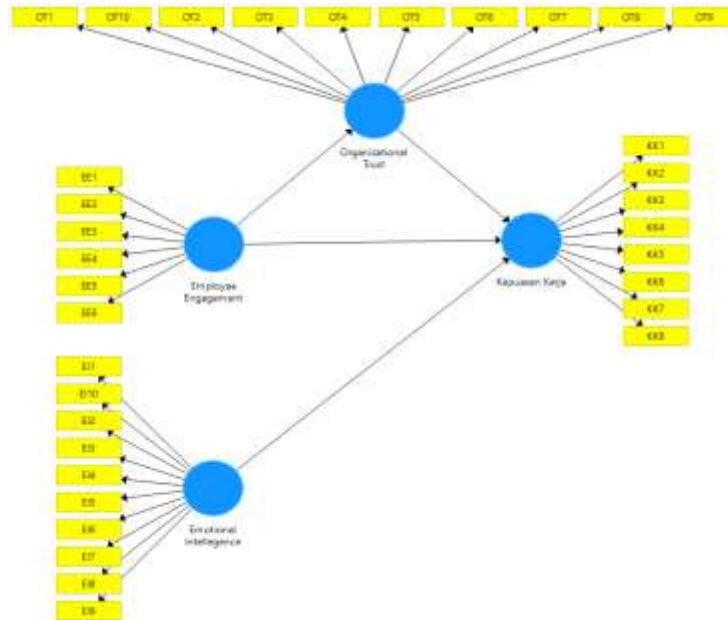 OT1 OT10 OT2 OT3 OT4 OT5 OT6 OT7 OT8 OT9
Organizational
Trust
EE1
EE2
EE3
EE4
EE5
EE6
Employee
Engagement
KK1
KK2
KK3
KK4
KK5
KK6
KK7
KK8
Kepuasan Kerja
EI1
EI10
EI2
EI3
EI4
EI5
EI6
EI7
EI8
EI9
Emotional
Intellegence